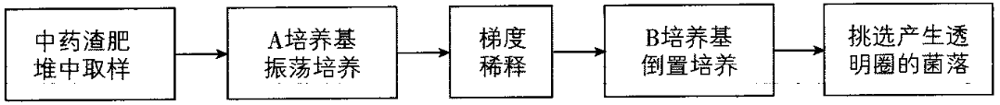 中药渣肥
堆中取样
A培养基
振荡培养
梯度
稀释
B培养基
倒置培养
挑选产生透
明圈的菌落